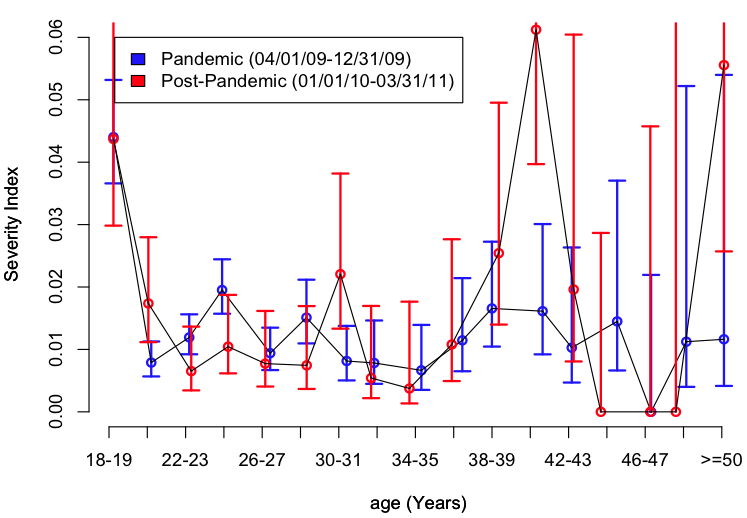 Pandemic (04/01/09-12/31/09)
Post-Pandemic (01/01/10-03/31/11)
Severity Index
0.06
0.05
0.04
0.03
0.02
0.01
0.00
18-19 22-23 26-27 30-31 34-35 38-39 42-43 46-47 >=50
age (Years)